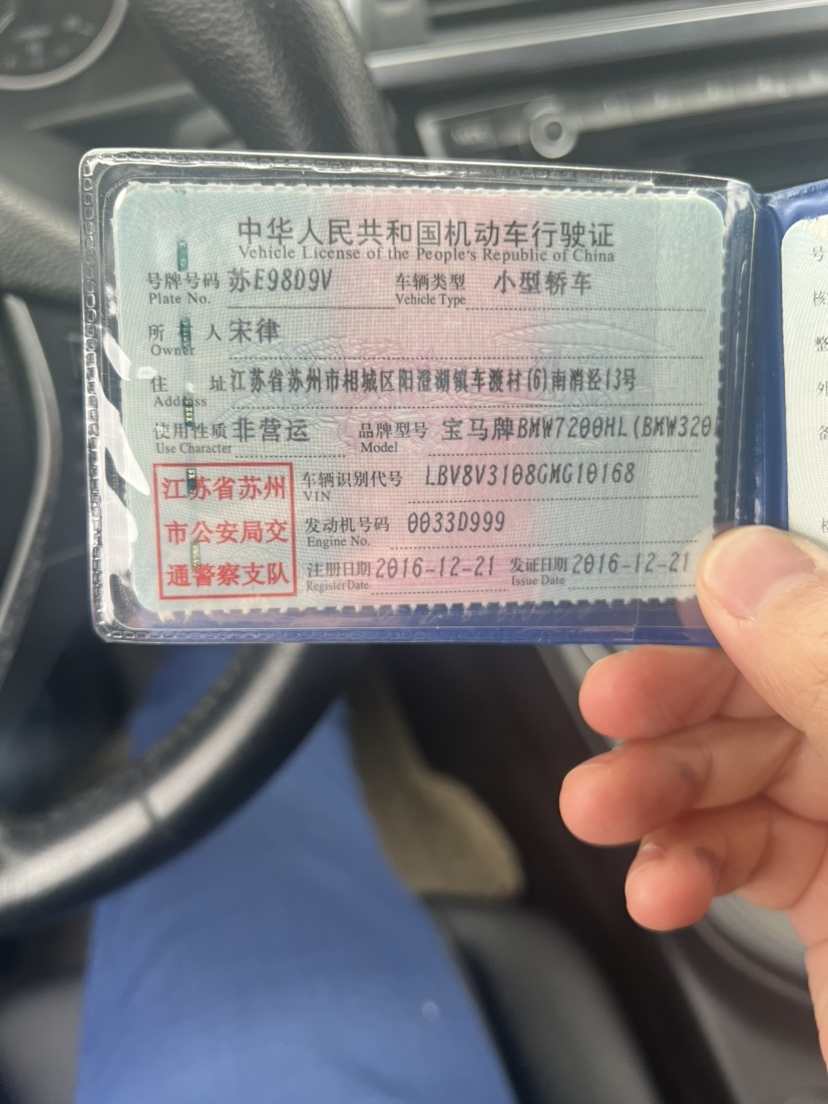 中华人民共和国机动车行驶证
Vehicle License of the People's Republic of China
号牌号码 苏E98D9V 车辆类型 小型轿车
Plate No. Vehicle Type
所有人 宋律
Owner
住址 江苏省苏州市相城区阳澄湖镇车渡村(6)南消泾13号
Address
使用性质 非营运 品牌型号 宝马牌BMW7200HL(BMW320
Use Character Model
江苏省苏州
市公安局交
通警察支队
车辆识别代号 LBV8V3108GMG10168
VIN
发动机号码 0033D999
Engine No.
注册日期 2016-12-21 发证日期 2016-12-21
Register Date Issue Date
号
核
整
外
备